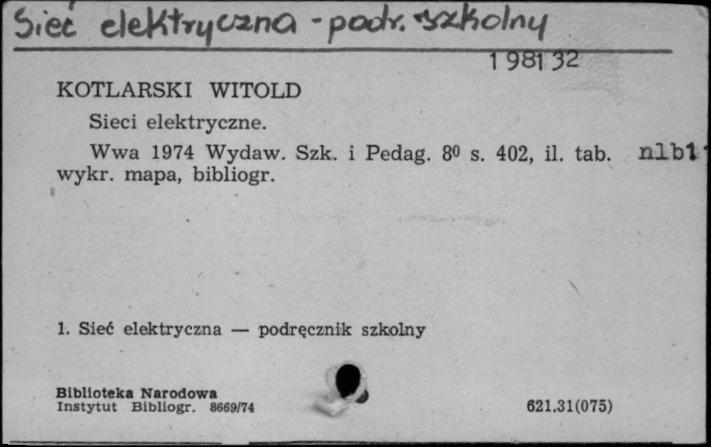 Sieć elektryczna - podr. szkolny
1 981 32
KOTLARSKI WITOLD
Sieci elektryczne.
Wwa 1974 Wydaw. Szk. i Pedag. 8⁰ s. 402, il. tab. nlb1
wykr. mapa, bibliogr.
1. Sieć elektryczna — podręcznik szkolny
Biblioteka Narodowa
Instytut Bibliogr. 8669/74
621.31(075)